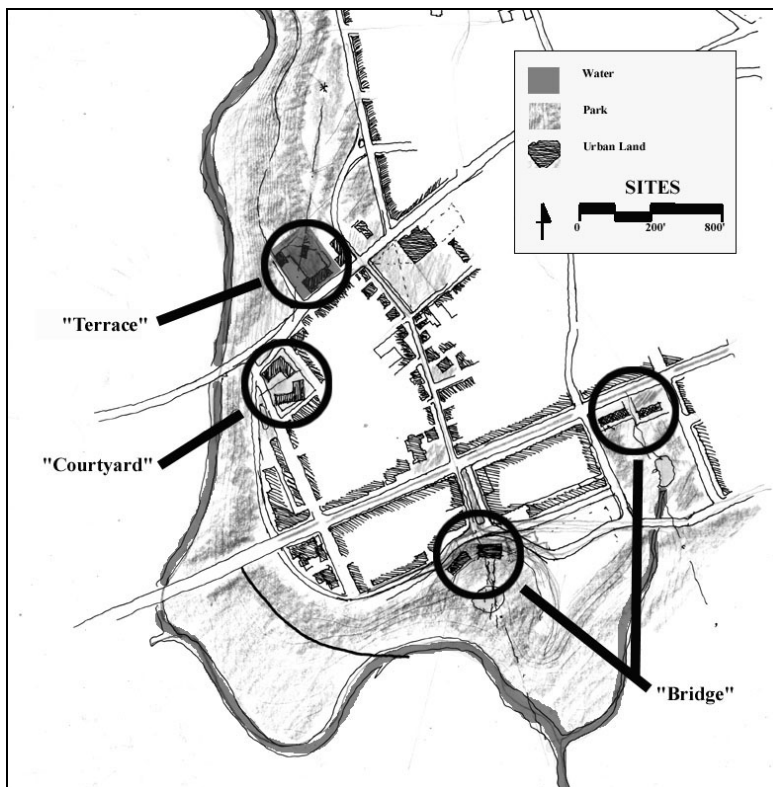 Water
Park
Urban Land
SITES
0 200' 800'
"Terrace"
"Courtyard"
"Bridge"